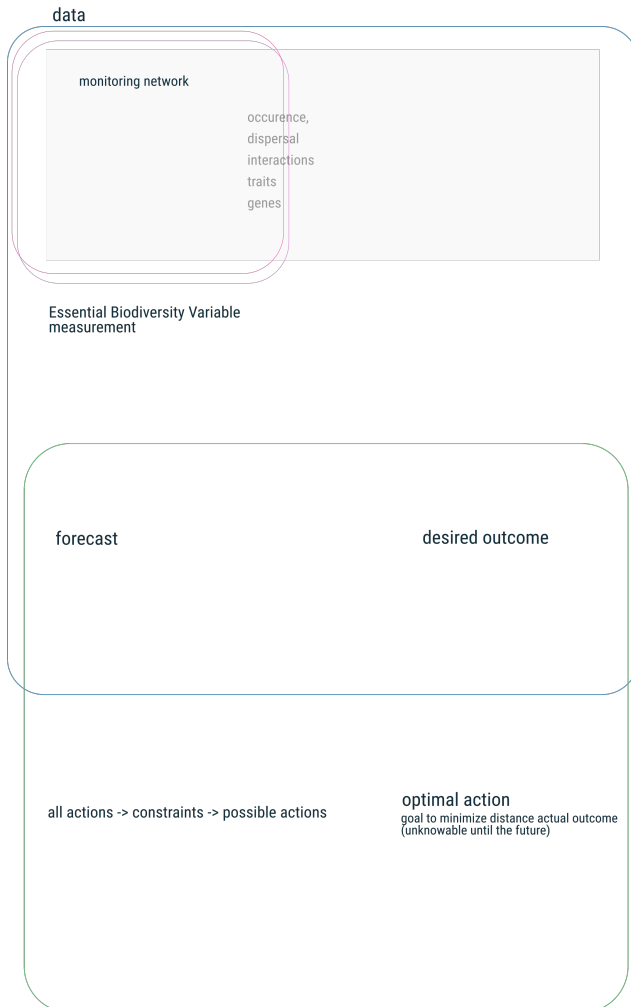 data
monitoring network
occurence,
dispersal
interactions
traits
genes
Essential Biodiversity Variable
measurement
forecast
desired outcome
all actions -> constraints -> possible actions
optimal action
goal to minimize distance actual outcome
(unknowable until the future)